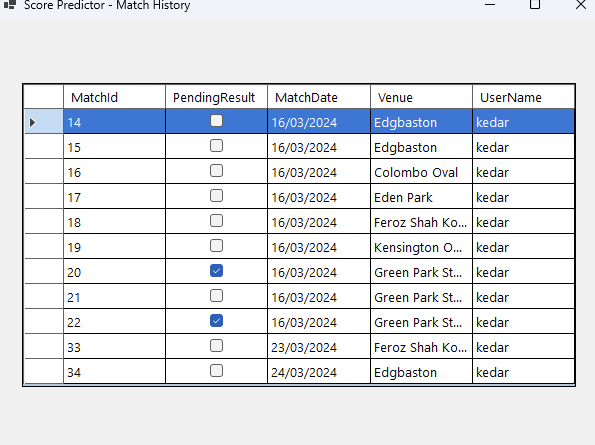 Score Predictor - Match History
MatchId PendingResult MatchDate Venue UserName
14 16/03/2024 Edgbaston kedar
15 16/03/2024 Edgbaston kedar
16 16/03/2024 Colombo Oval kedar
17 16/03/2024 Eden Park kedar
18 16/03/2024 Feroz Shah Ko... kedar
19 16/03/2024 Kensington O... kedar
20 16/03/2024 Green Park St... kedar
21 16/03/2024 Green Park St... kedar
22 16/03/2024 Green Park St... kedar
33 23/03/2024 Feroz Shah Ko... kedar
34 24/03/2024 Edgbaston kedar